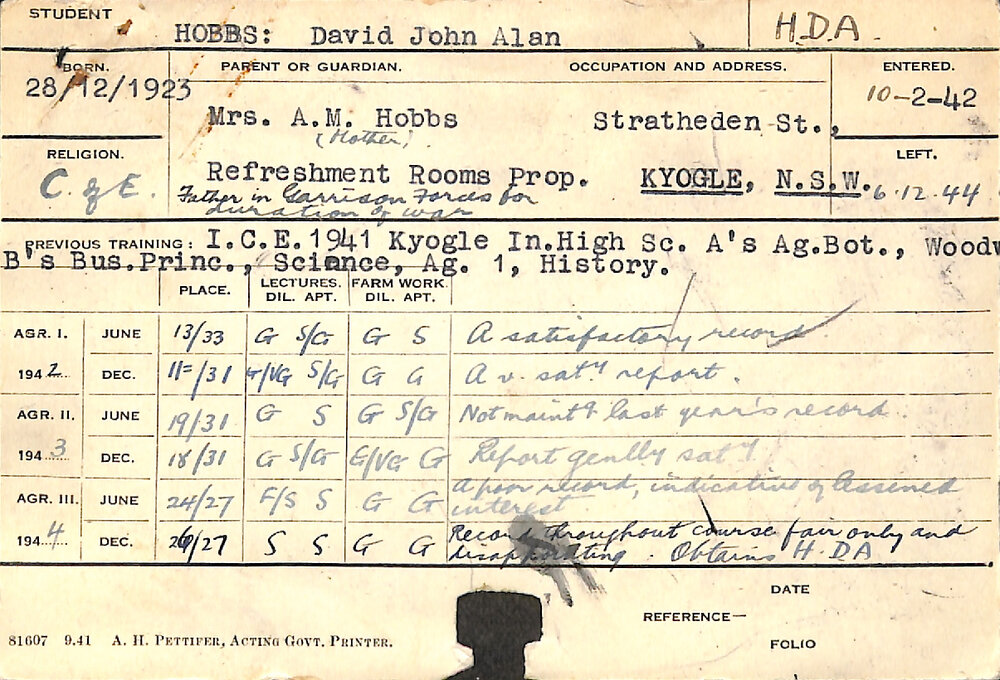 STUDENT
HOBBS: David John Alan
H.D.A.
BORN. PARENT OR GUARDIAN. OCCUPATION AND ADDRESS. ENTERED.
28/12/1923 10-2-42
Mrs. A.M. Hobbs Stratheden St.,
(Mother)
RELIGION. LEFT.
C. of E. Refreshment Rooms Prop. KYOGLE, N.S.W. 6.12.44
Father in Garrison Forces for
duration of war
PREVIOUS TRAINING: I.C.E. 1941 Kyogle In.High Sc. A's Ag.Bot., Woodw
B's Bus.Princ., Science, Ag. 1, History.
PLACE. LECTURES. DIL. APT. FARM WORK. DIL. APT.
AGR. I. JUNE 13/33 G S/G G S A satisfactory record
1942 DEC. 11=/31 G/VG S/G G G A v. sat.y report.
AGR. II. JUNE 19/31 G S G S/G Not maintg last year's record.
1943 DEC. 18/31 G S/G E/VG G Report genlly sat.y
AGR. III. JUNE 24/27 F/S S G G A poor record, indicative of lessened
interest
1944 DEC. 26/27 S S G G Record throughout course fair only and
disappointing. Obtains H.D.A
DATE
REFERENCE—
FOLIO
81607 9.41 A. H. PETTIFER, ACTING GOVT. PRINTER.